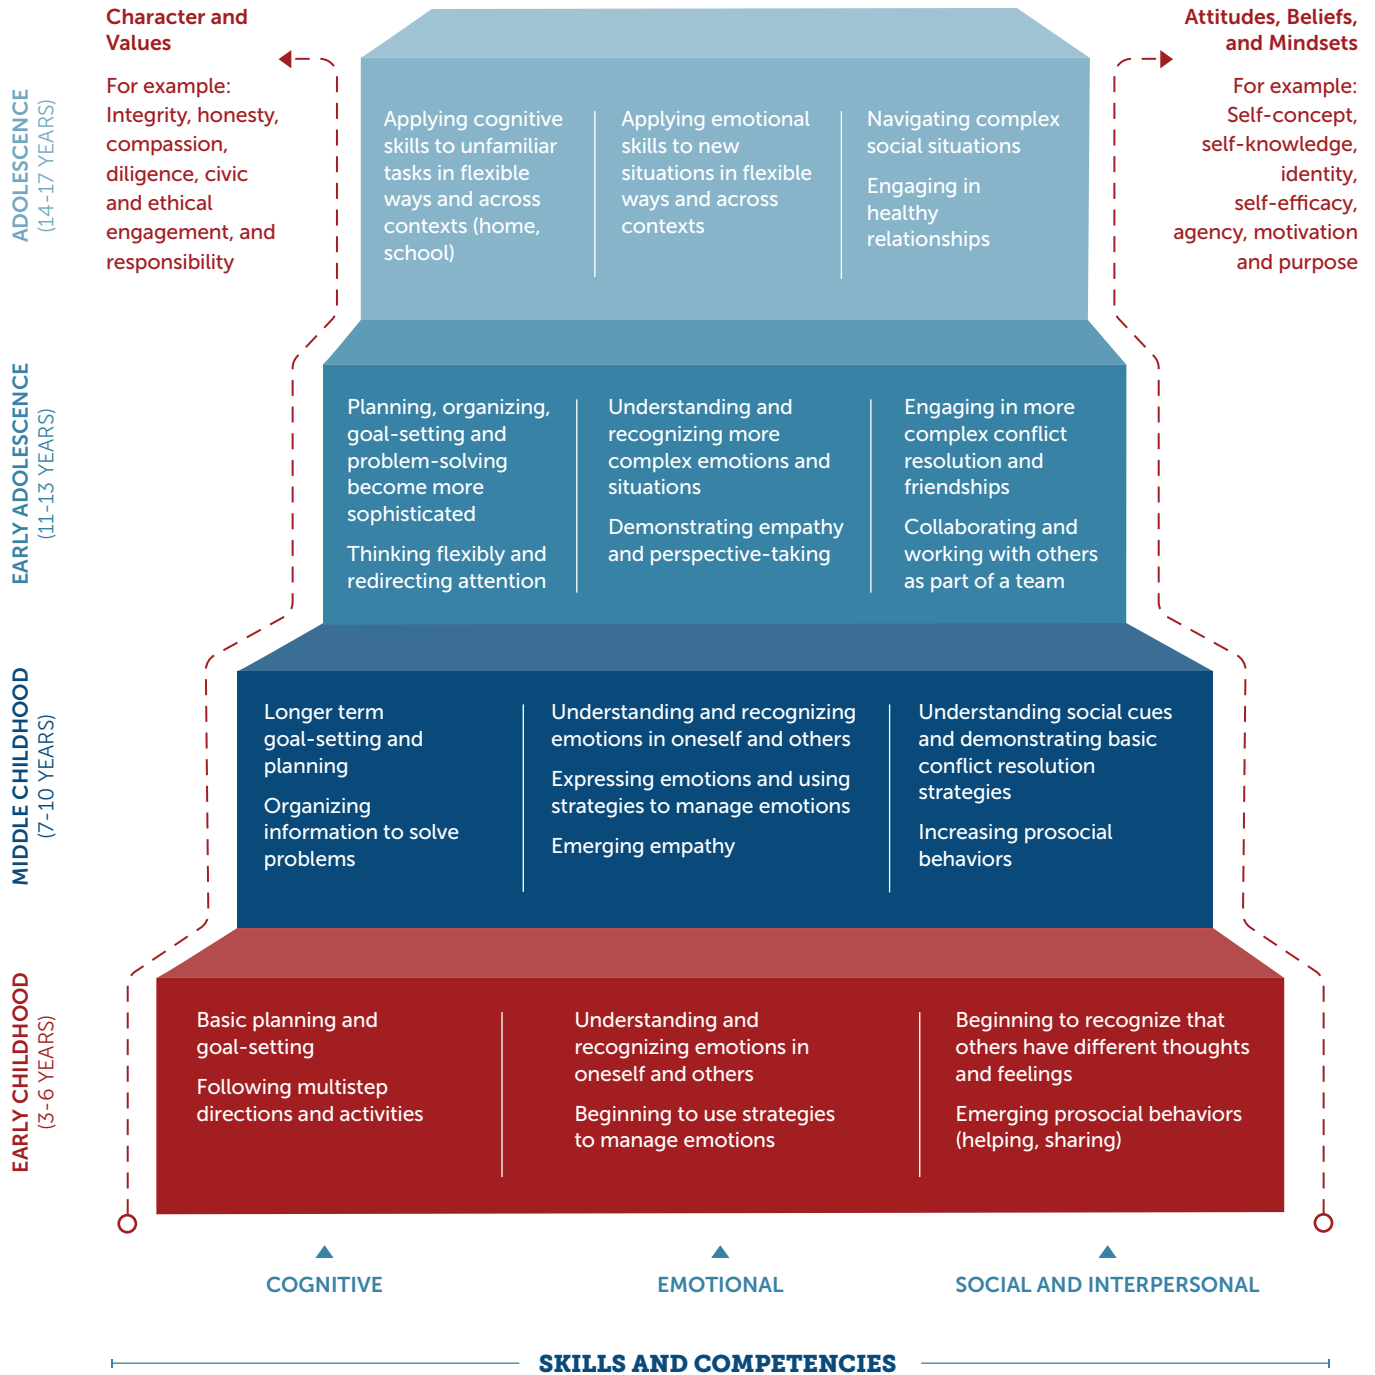 Character and
Values
For example:
Integrity, honesty,
compassion,
diligence, civic
and ethical
engagement, and
responsibility
Attitudes, Beliefs,
and Mindsets
For example:
Self-concept,
self-knowledge,
identity,
self-efficacy,
agency, motivation
and purpose
ADOLESCENCE
(14-17 YEARS)
Applying cognitive
skills to unfamiliar
tasks in flexible
ways and across
contexts (home,
school)
Applying emotional
skills to new
situations in flexible
ways and across
contexts
Navigating complex
social situations
Engaging in
healthy
relationships
EARLY ADOLESCENCE
(11-13 YEARS)
Planning, organizing,
goal-setting and
problem-solving
become more
sophisticated
Thinking flexibly and
redirecting attention
Understanding and
recognizing more
complex emotions and
situations
Demonstrating empathy
and perspective-taking
Engaging in more
complex conflict
resolution and
friendships
Collaborating and
working with others
as part of a team
MIDDLE CHILDHOOD
(7-10 YEARS)
Longer term
goal-setting and
planning
Organizing
information to solve
problems
Understanding and recognizing
emotions in oneself and others
Expressing emotions and using
strategies to manage emotions
Emerging empathy
Understanding social cues
and demonstrating basic
conflict resolution
strategies
Increasing prosocial
behaviors
EARLY CHILDHOOD
(3-6 YEARS)
Basic planning and
goal-setting
Following multistep
directions and activities
Understanding and
recognizing emotions in
oneself and others
Beginning to use strategies
to manage emotions
Beginning to recognize that
others have different thoughts
and feelings
Emerging prosocial behaviors
(helping, sharing)
COGNITIVE
EMOTIONAL
SOCIAL AND INTERPERSONAL
SKILLS AND COMPETENCIES